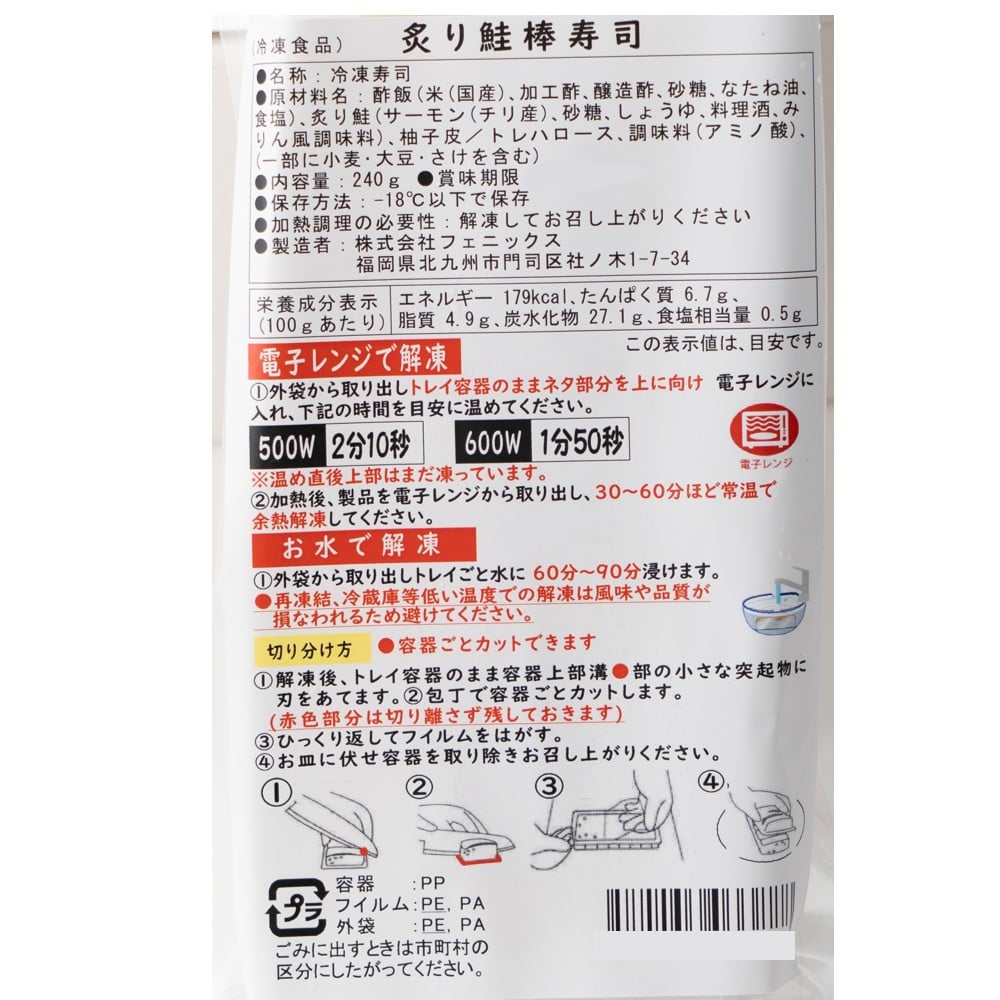 (冷凍食品) 炙り鮭棒寿司
●名称：冷凍寿司
●原材料名：酢飯(米(国産)、加工酢、醸造酢、砂糖、なたね油、
食塩)、炙り鮭(サーモン(チリ産)、砂糖、しょうゆ、料理酒、み
りん風調味料)、柚子皮／トレハロース、調味料(アミノ酸)、
(一部に小麦・大豆・さけを含む)
●内容量：240g ●賞味期限
●保存方法：-18℃以下で保存
●加熱調理の必要性：解凍してお召し上がりください
●製造者：株式会社フェニックス
福岡県北九州市門司区社ノ木1-7-34
栄養成分表示 エネルギー 179kcal、たんぱく質 6.7g、
(100gあたり) 脂質 4.9g、炭水化物 27.1g、食塩相当量 0.5g
この表示値は、目安です。
電子レンジで解凍
①外袋から取り出しトレイ容器のままネタ部分を上に向け 電子レンジに
入れ、下記の時間を目安に温めてください。
500W 2分10秒 600W 1分50秒
電子レンジ
※温め直後上部はまだ凍っています。
②加熱後、製品を電子レンジから取り出し、30〜60分ほど常温で
余熱解凍してください。
お水で解凍
①外袋から取り出しトレイごと水に 60分〜90分浸けます。
●再凍結、冷蔵庫等低い温度での解凍は風味や品質が
損なわれるため避けてください。
切り分け方 ●容器ごとカットできます
①解凍後、トレイ容器のまま容器上部溝●部の小さな突起物に
刃をあてます。②包丁で容器ごとカットします。
(赤色部分は切り離さず残しておきます)
③ひっくり返してフイルムをはがす。
④お皿に伏せ容器を取り除きお召し上がりください。
① ② ③ ④
プラ
容器 :PP
フイルム:PE, PA
外袋 :PE, PA
ごみに出すときは市町村の
区分にしたがってください。